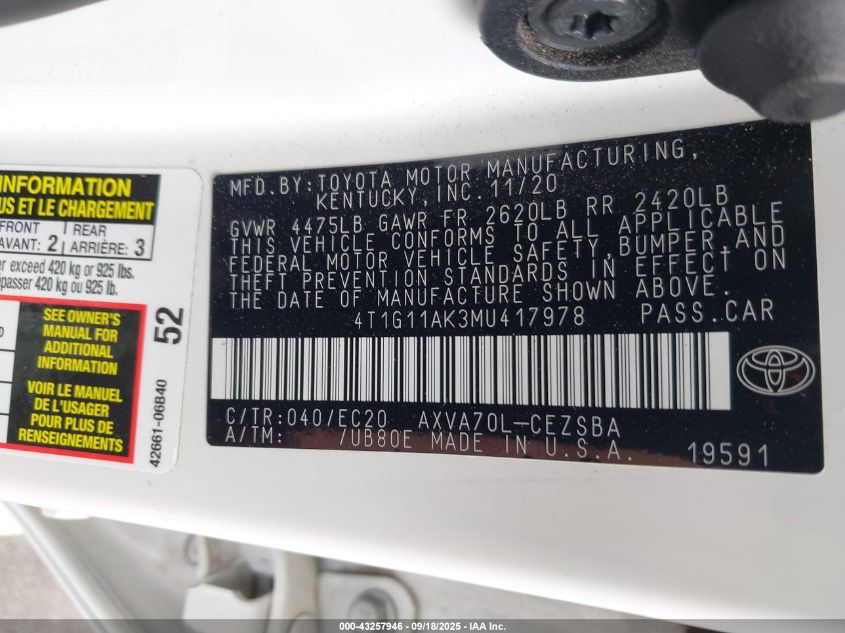 INFORMATION
US ET LE CHARGEMENT
FRONT
AVANT: 2
REAR
ARRIÈRE: 3
er exceed 420 kg or 925 lbs.
épasser 420 kg ou 925 lb.
SEE OWNER'S
MANUAL FOR
ADDITIONAL
INFORMATION
VOIR LE MANUEL
DE L'USAGER
POUR PLUS DE
RENSEIGNEMENTS
52
42661-06B40
MFD.BY:TOYOTA MOTOR MANUFACTURING,
KENTUCKY,INC.11/20
GVWR 4475LB GAWR FR 2620LB RR 2420LB
THIS VEHICLE CONFORMS TO ALL APPLICABLE
FEDERAL MOTOR VEHICLE SAFETY,BUMPER,AND
THEFT PREVENTION STANDARDS IN EFFECT ON
THE DATE OF MANUFACTURE SHOWN ABOVE.
4T1G11AK3MU417978 PASS.CAR
C/TR:040/EC20 AXVA70L-CEZSBA
A/TM: /UB80E MADE IN U.S.A.
19591
000-43257946 - 09/18/2025 - IAA Inc.